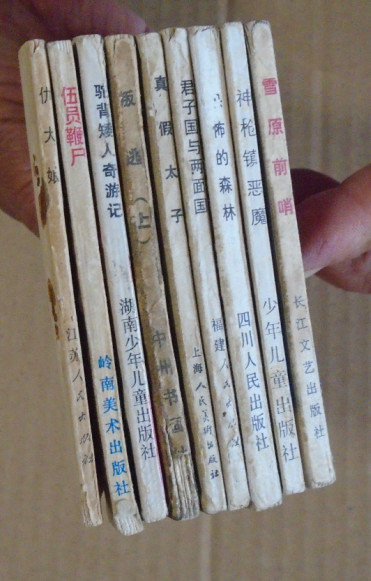 伏大
伍员鞭尸
岭南美术出版社
驼背矮人奇游记
湖南少年儿童出版社
叛逃(上)
中州书画社
真假太子
上海人民美术出版社
君子国与两面国
福建人
怖的森林
四川人民出版社
神枪镇恶魔
少年儿童出版社
雪原前哨
长江文艺出版社